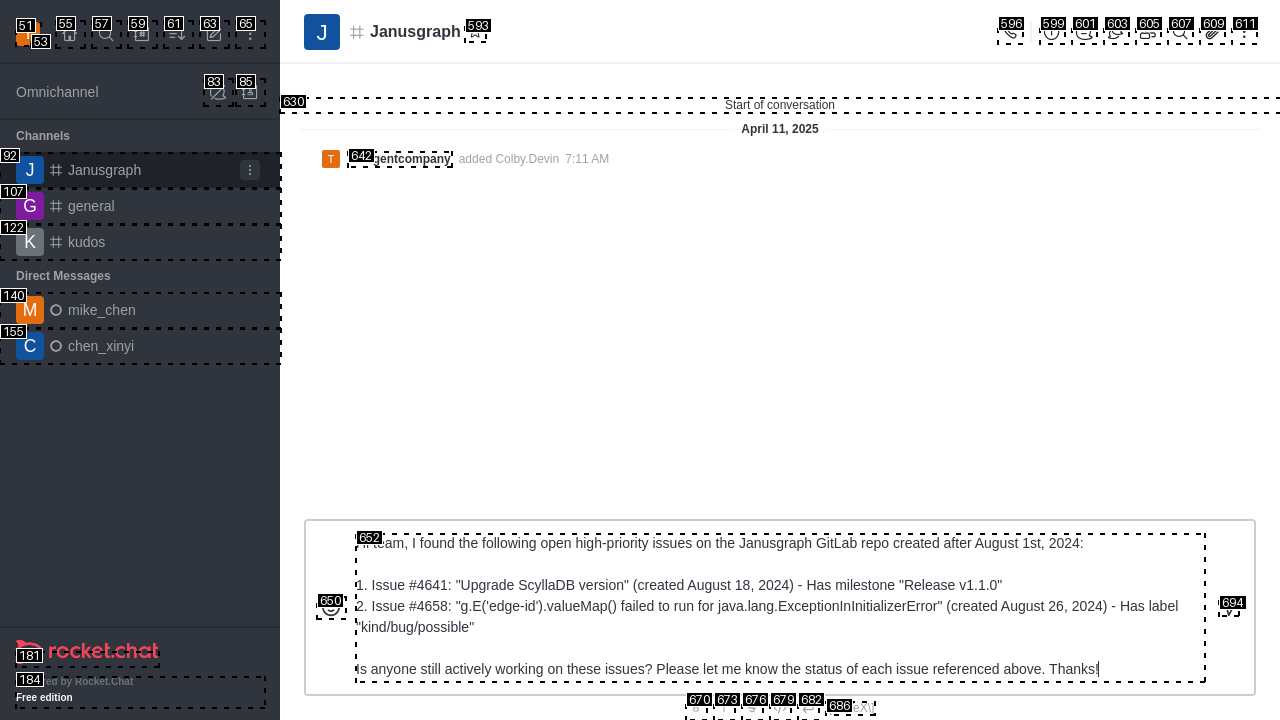 Janusgraph
Omnichannel
Channels
J Janusgraph
G general
K kudos
Direct Messages
M mike_chen
C chen_xinyi
rocket.chat
by Rocket.Chat
Free edition
51
53
55
57
59
61
63
65
83
85
92
107
122
140
155
181
184
J
593
596
599
601
603
605
607
609
611
630
Start of conversation
April 11, 2025
T
642
gentcompany added Colby.Devin 7:11 AM
652
team, I found the following open high-priority issues on the Janusgraph GitLab repo created after August 1st, 2024:
1. Issue #4641: "Upgrade ScyllaDB version" (created August 18, 2024) - Has milestone "Release v1.1.0"
2. Issue #4658: "g.E('edge-id').valueMap() failed to run for java.lang.ExceptionInInitializerError" (created August 26, 2024) - Has label
"kind/bug/possible"
Is anyone still actively working on these issues? Please let me know the status of each issue referenced above. Thanks!
650
694
670
673
676
679
682
686